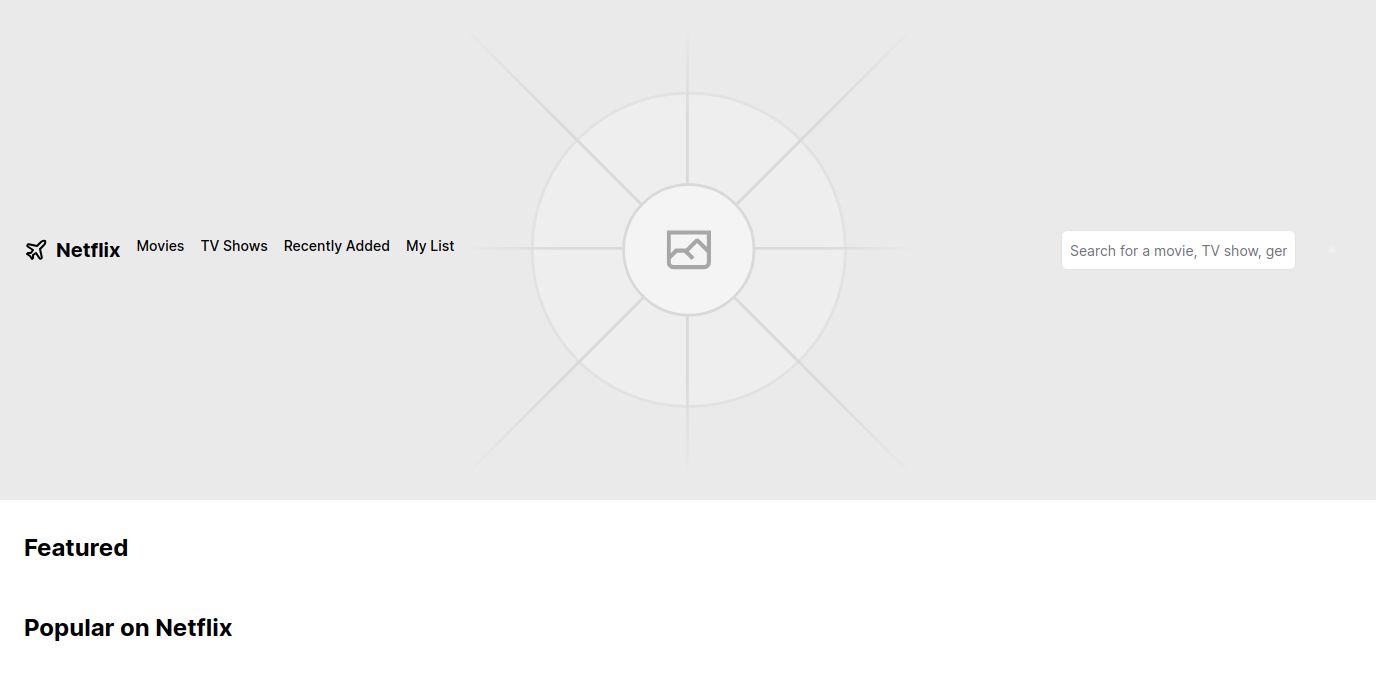 Netflix Movies TV Shows Recently Added My List Search for a movie, TV show, ger
Featured
Popular on Netflix